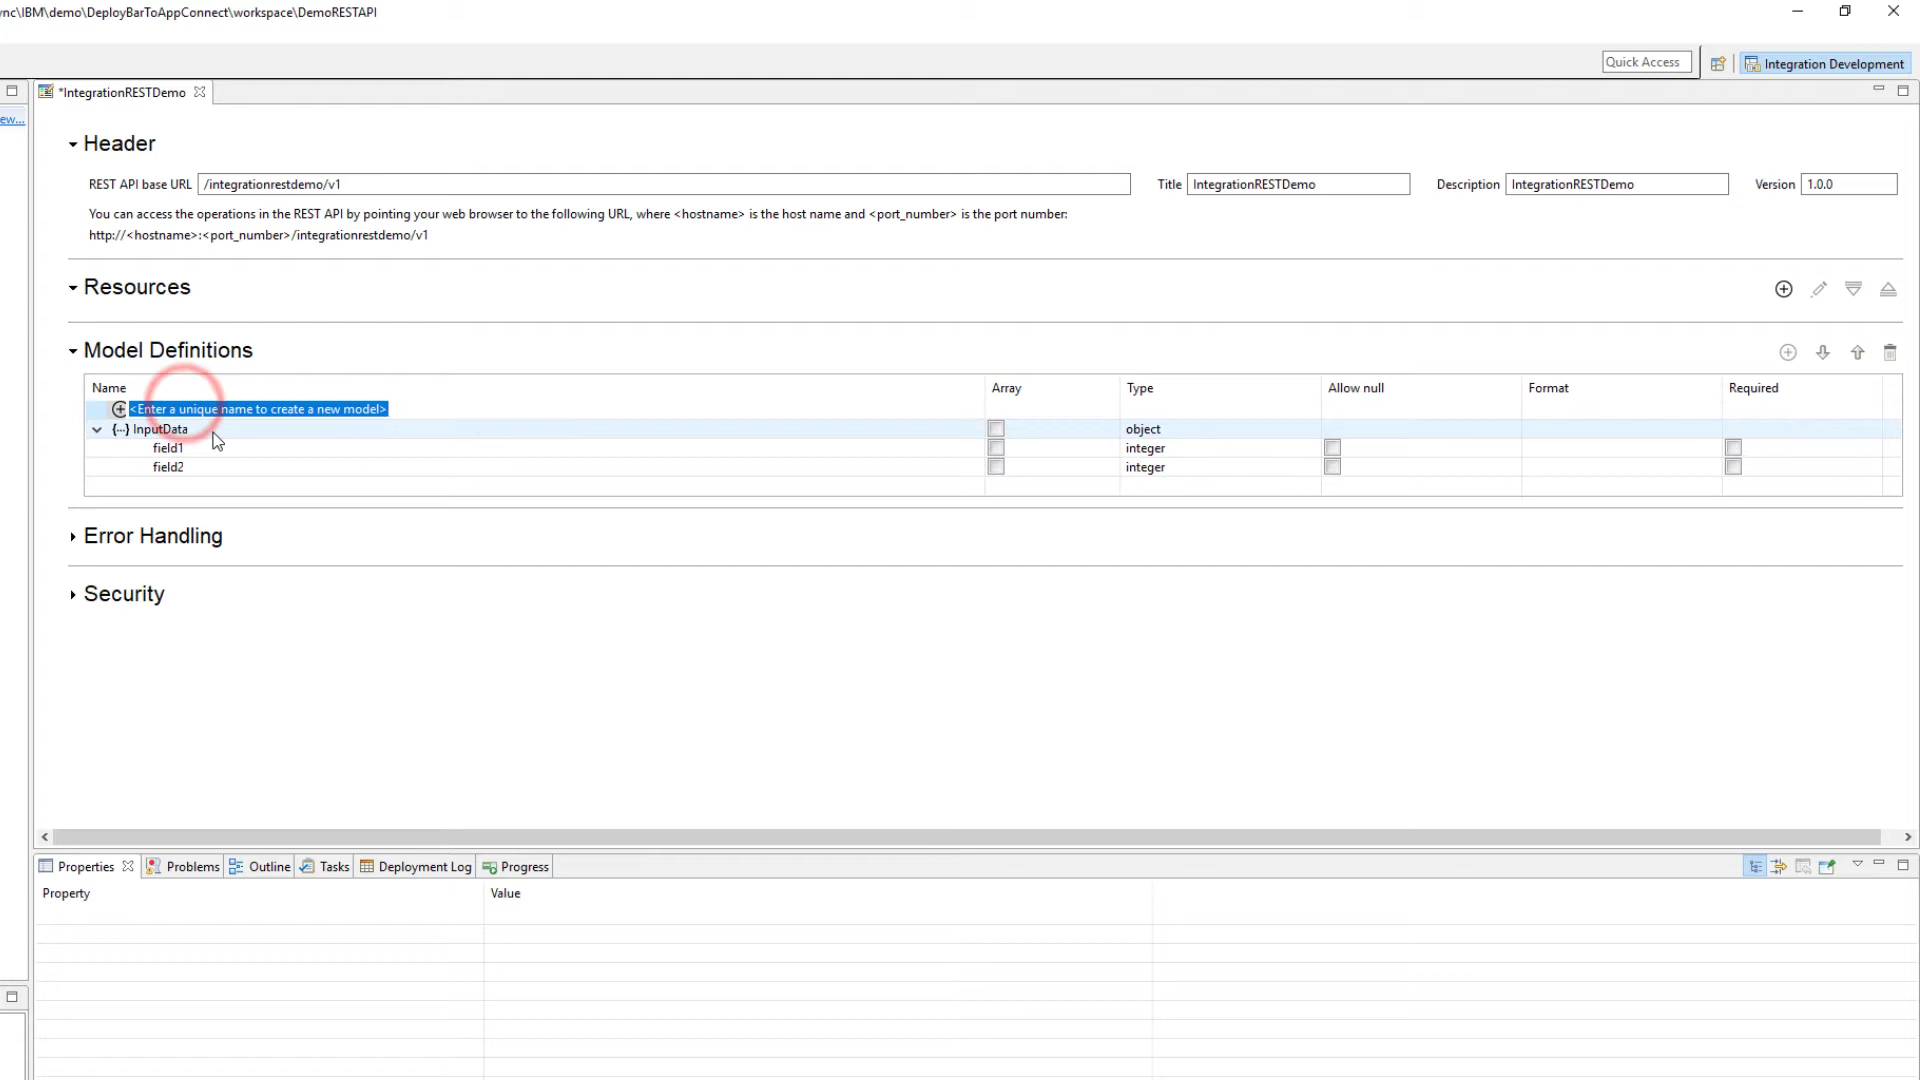 ync\IBM\demo\DeployBarToAppConnect\workspace\DemoRESTAPI
Quick Access
Integration Development
*IntegrationRESTDemo
ew...
Header
REST API base URL /integrationrestdemo/v1 Title IntegrationRESTDemo Description IntegrationRESTDemo Version 1.0.0
You can access the operations in the REST API by pointing your web browser to the following URL, where <hostname> is the host name and <port_number> is the port number:
http://<hostname>:<port_number>/integrationrestdemo/v1
Resources
Model Definitions
Name Array Type Allow null Format Required
<Enter a unique name to create a new model>
{...} InputData object
field1 integer
field2 integer
Error Handling
Security
Properties Problems Outline Tasks Deployment Log Progress
Property Value